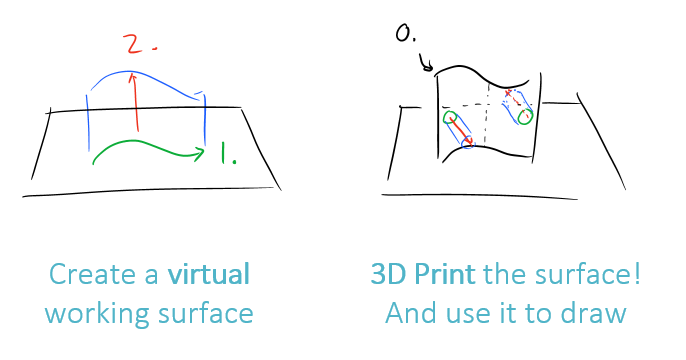 2.
1.
0.
Create a virtual
working surface
3D Print the surface!
And use it to draw